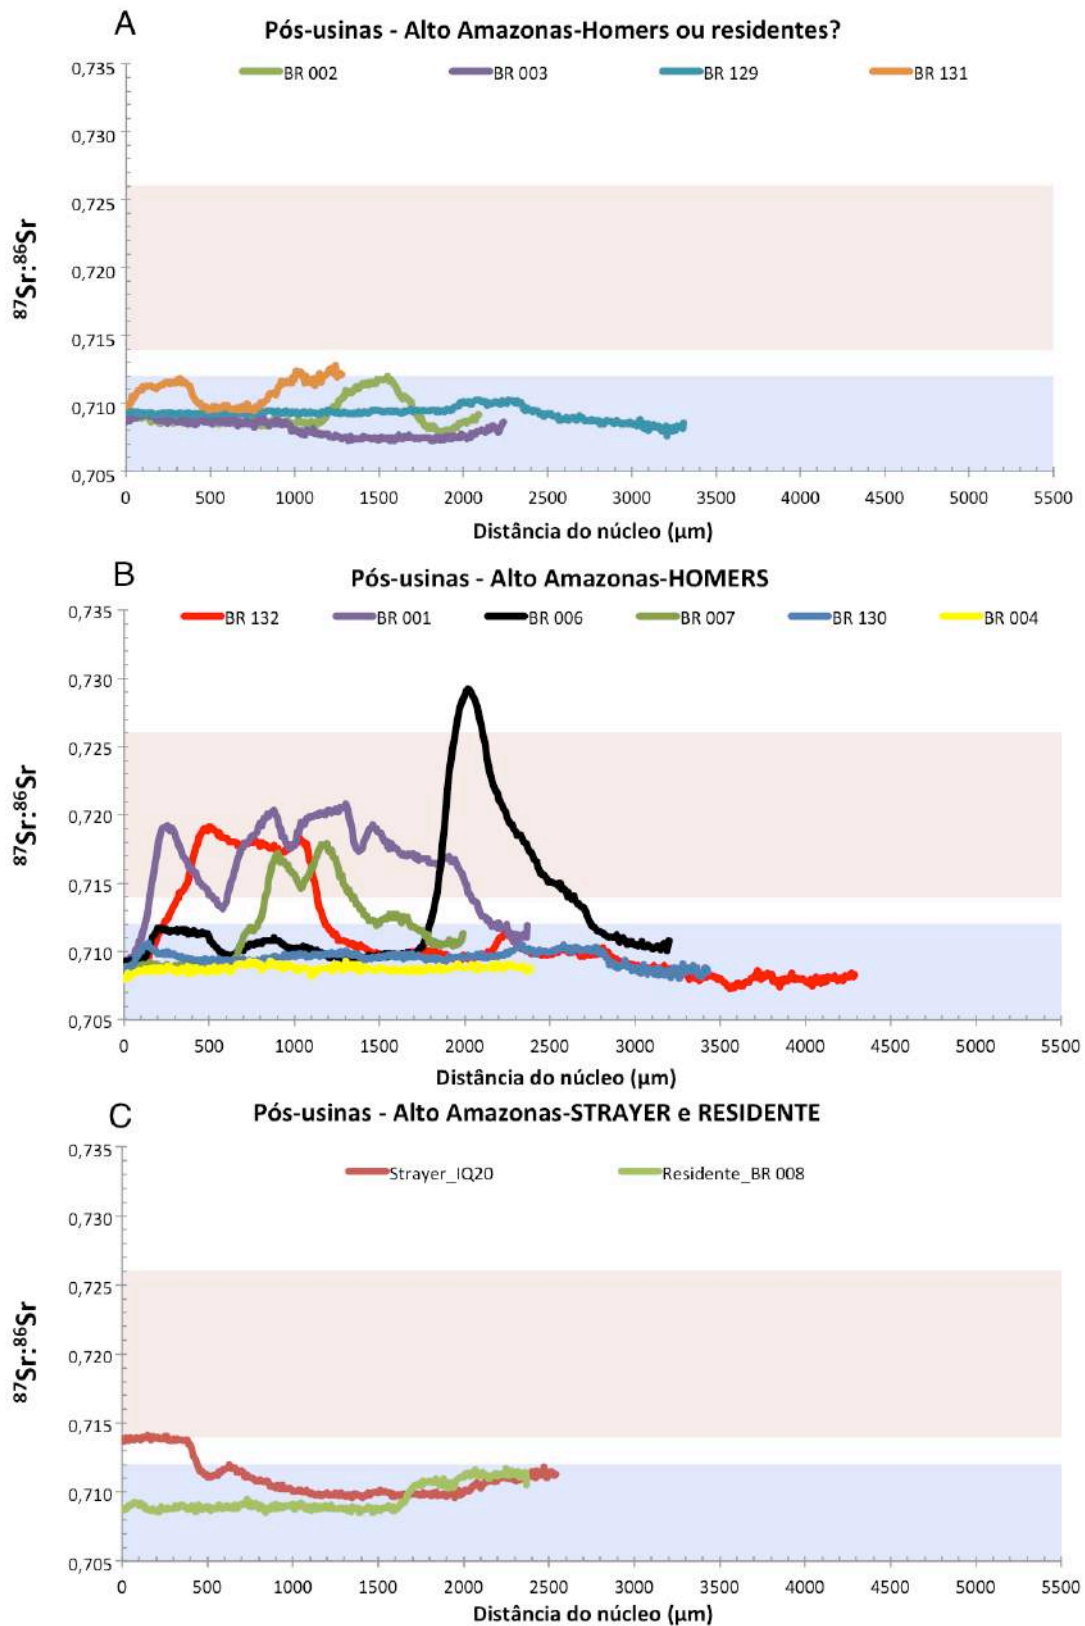 A
Pós-usinas - Alto Amazonas-Homers ou residentes?
BR 002 BR 003 BR 129 BR 131
0,735
0,730
0,725
0,720
0,715
0,710
0,705
⁸⁷Sr:⁸⁶Sr
0 500 1000 1500 2000 2500 3000 3500 4000 4500 5000 5500
Distância do núcleo (µm)
B
Pós-usinas - Alto Amazonas-HOMERS
BR 132 BR 001 BR 006 BR 007 BR 130 BR 004
0,735
0,730
0,725
0,720
0,715
0,710
0,705
⁸⁷Sr:⁸⁶Sr
0 500 1000 1500 2000 2500 3000 3500 4000 4500 5000 5500
Distância do núcleo (µm)
C
Pós-usinas - Alto Amazonas-STRAYER e RESIDENTE
Strayer_IQ20 Residente_BR 008
0,735
0,730
0,725
0,720
0,715
0,710
0,705
⁸⁷Sr:⁸⁶Sr
0 500 1000 1500 2000 2500 3000 3500 4000 4500 5000 5500
Distância do núcleo (µm)